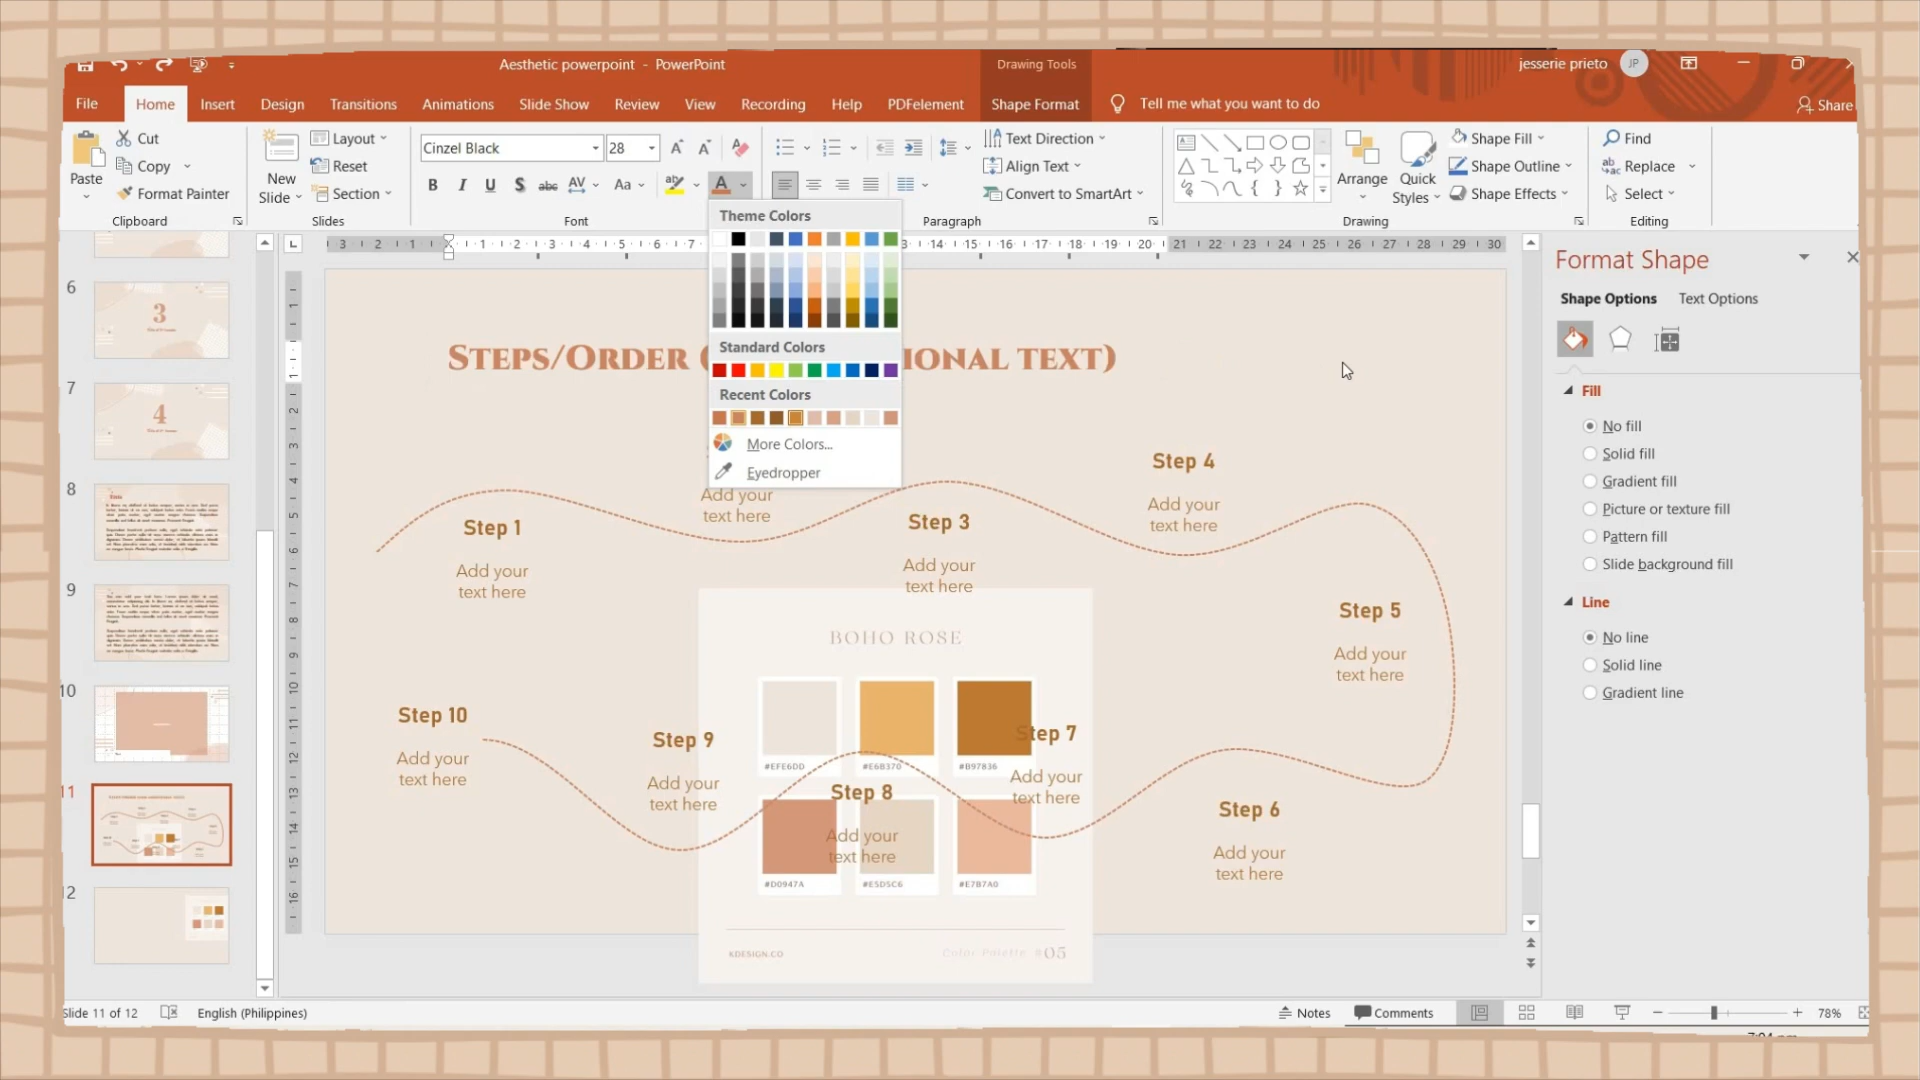 Aesthetic powerpoint - PowerPoint
Drawing Tools
jesserie prieto
JP
File
Home
Insert
Design
Transitions
Animations
Slide Show
Review
View
Recording
Help
PDFelement
Shape Format
Tell me what you want to do
Share
Paste
Cut
Copy
Format Painter
Clipboard
New
Slide
Layout
Reset
Section
Slides
Cinzel Black
28
Font
Text Direction
Align Text
Convert to SmartArt
Paragraph
Arrange
Quick
Styles
Shape Fill
Shape Outline
Shape Effects
Drawing
Find
Replace
Select
Editing
Theme Colors
Standard Colors
Recent Colors
More Colors...
Eyedropper
6
3
7
4
8
9
10
11
12
STEPS/ORDER (
IONAL TEXT)
Step 1
Add your
text here
Add your
text here
Step 3
Add your
text here
Step 4
Add your
text here
Step 5
Add your
text here
Step 6
Add your
text here
Step 7
Add your
text here
Step 8
Add your
text here
Step 9
Add your
text here
Step 10
Add your
text here
BOHO ROSE
#EFE6DD
#E6B370
#B97836
#D0947A
#E5D5C6
#E7B7A0
KDESIGN.CO
Color Palette #05
Format Shape
Shape Options
Text Options
Fill
No fill
Solid fill
Gradient fill
Picture or texture fill
Pattern fill
Slide background fill
Line
No line
Solid line
Gradient line
Slide 11 of 12
English (Philippines)
Notes
Comments
78%